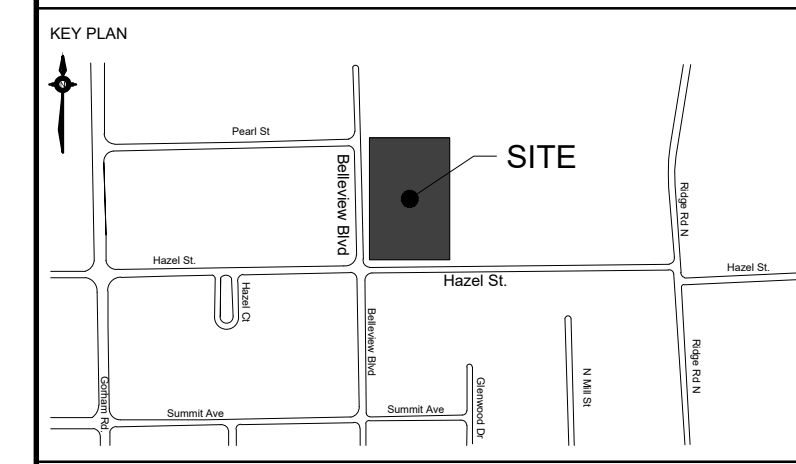 KEY PLAN
N
Pearl St
SITE
Belleview Blvd
Ridge Rd N
Hazel St.
Hazel St.
Hazel St.
Hazel Ct
Belleview Blvd
Ridge Rd N
N Mill St
Glenwood Dr
Gorham Rd.
Summit Ave
Summit Ave